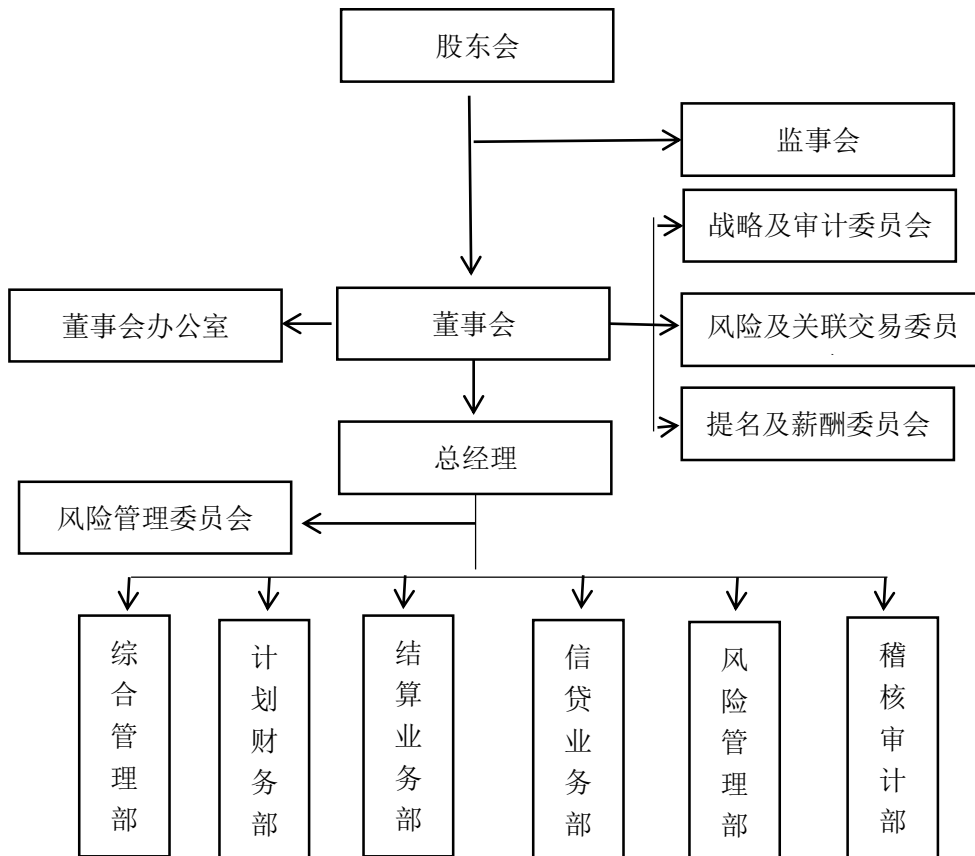 股东会
监事会
战略及审计委员会
董事会办公室
董事会
风险及关联交易委员
提名及薪酬委员会
总经理
风险管理委员会
综合管理部
计划财务部
结算业务部
信贷业务部
风险管理部
稽核审计部